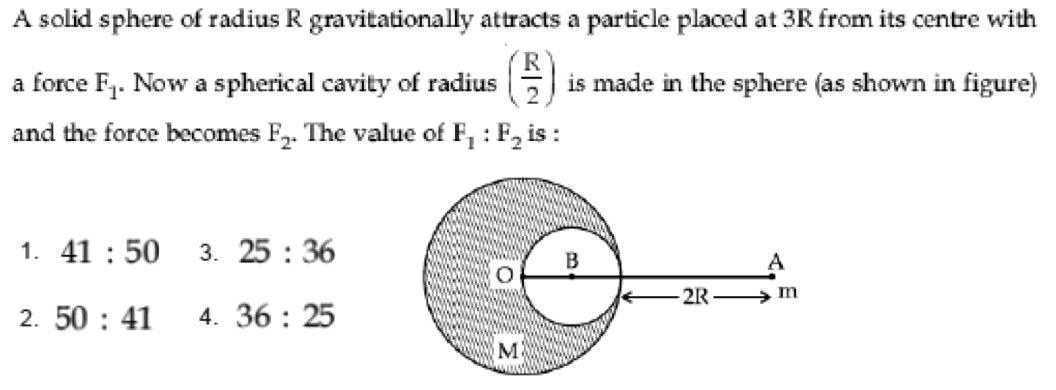 A solid sphere of radius R gravitationally attracts a particle placed at 3R from its centre with
a force F₁. Now a spherical cavity of radius (R/2) is made in the sphere (as shown in figure)
and the force becomes F₂. The value of F₁ : F₂ is :
1. 41 : 50 3. 25 : 36
2. 50 : 41 4. 36 : 25
O B A
2R m
M